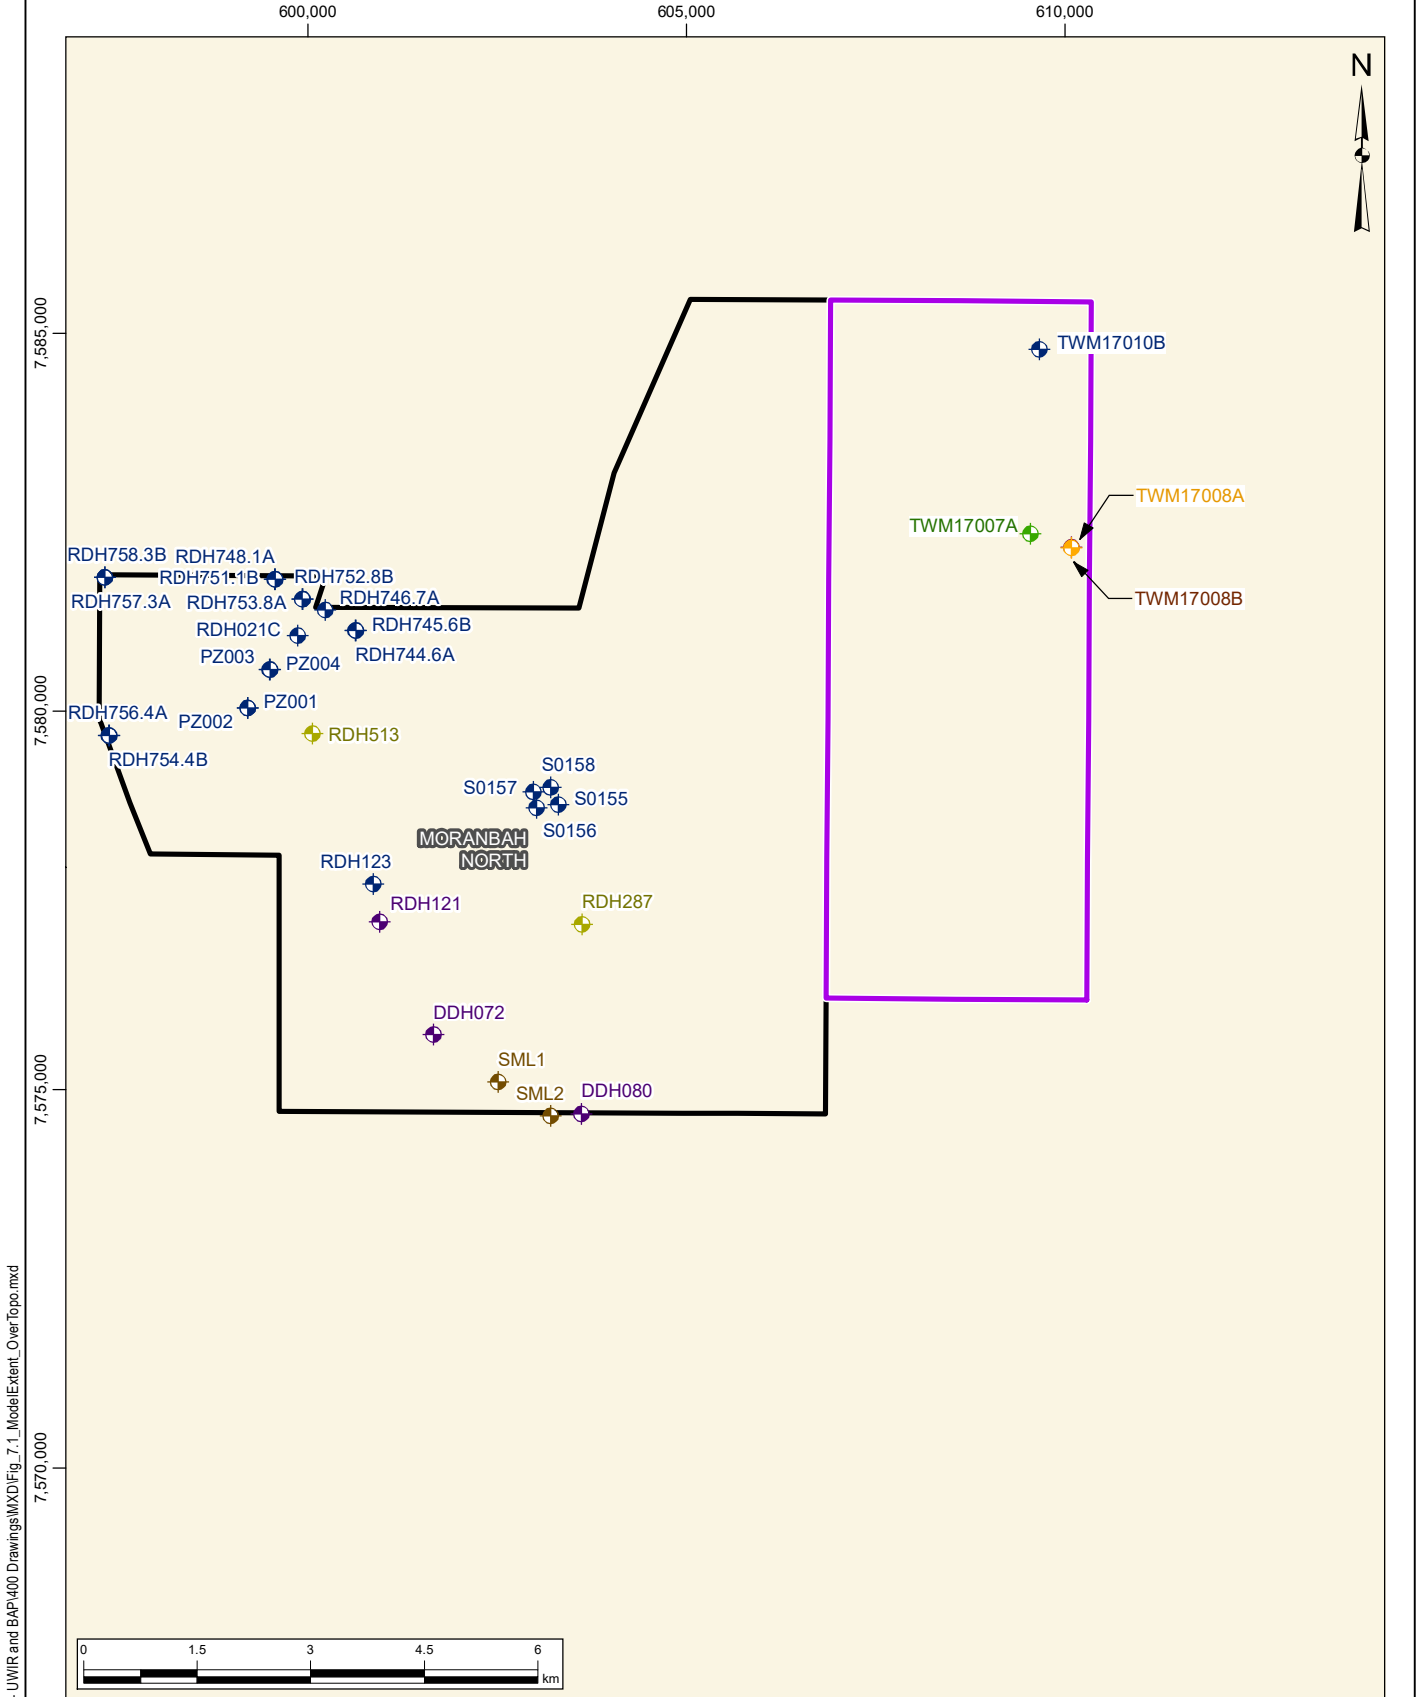 600,000
605,000
610,000
N
7,585,000
TWM17010B
TWM17008A
TWM17007A
RDH758.3B
RDH748.1A
RDH751.1B
RDH752.8B
TWM17008B
RDH757.3A
RDH753.8A
RDH746.7A
RDH021C
RDH745.6B
RDH744.6A
PZ003
PZ004
7,580,000
PZ001
RDH756.4A
PZ002
RDH513
RDH754.4B
S0158
S0157
S0155
S0156
MORANBAH
NORTH
RDH123
RDH121
RDH287
DDH072
SML1
7,575,000
SML2
DDH080
7,570,000
- UWIR and BAP\400 Drawings\MXD\Fig_7.1_ModelExtent_OverTopo.mxd
0 1.5 3 4.5 6
km